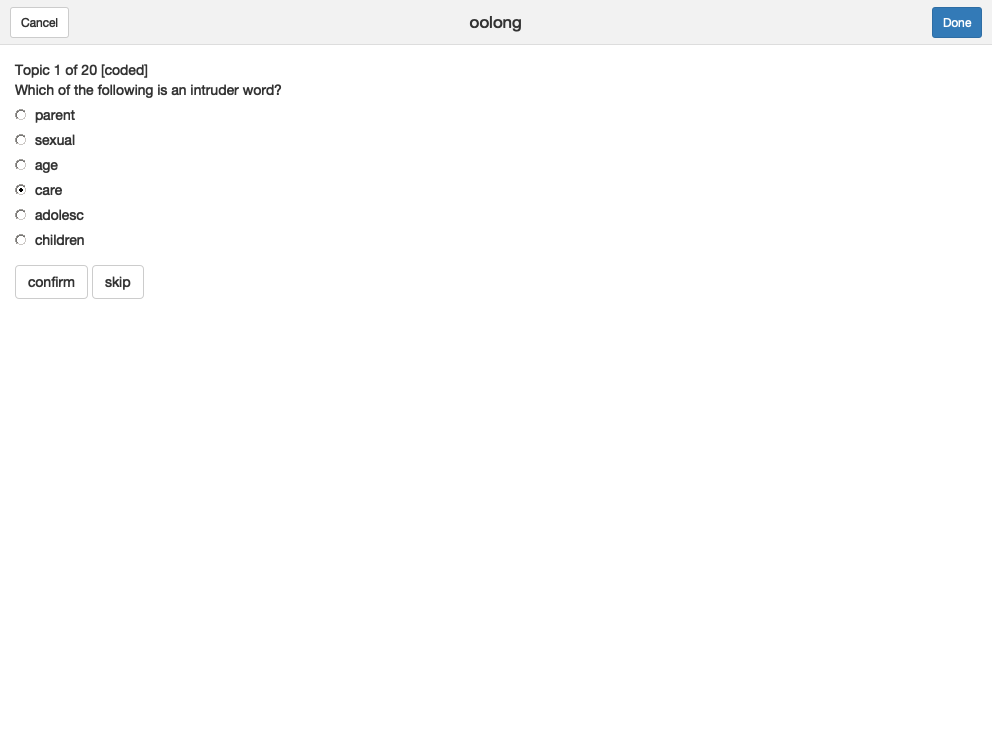 Cancel oolong Done
Topic 1 of 20 [coded]
Which of the following is an intruder word?
parent
sexual
age
care
adolesc
children
confirm skip